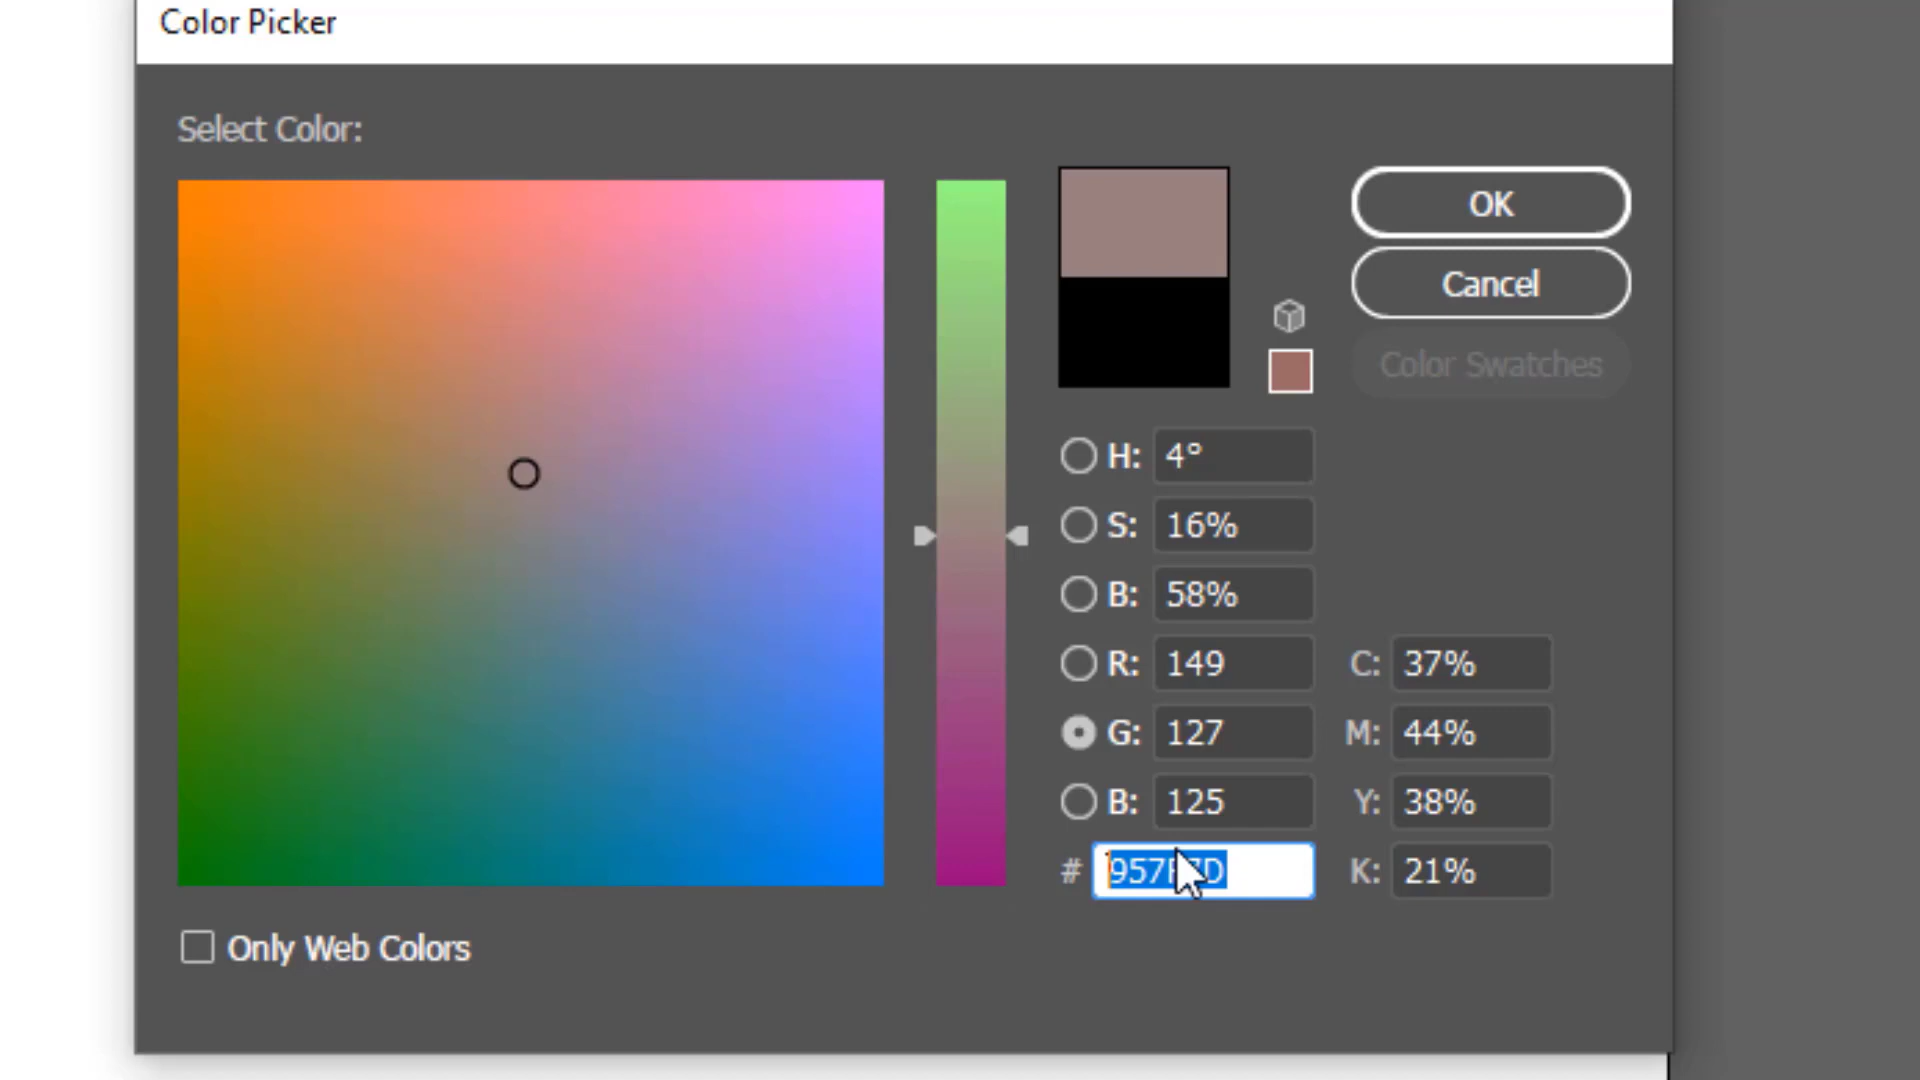 Color Picker
Select Color:
OK
Cancel
Color Swatches
H: 4°
S: 16%
B: 58%
R: 149 C: 37%
G: 127 M: 44%
B: 125 Y: 38%
# 957F7D K: 21%
Only Web Colors